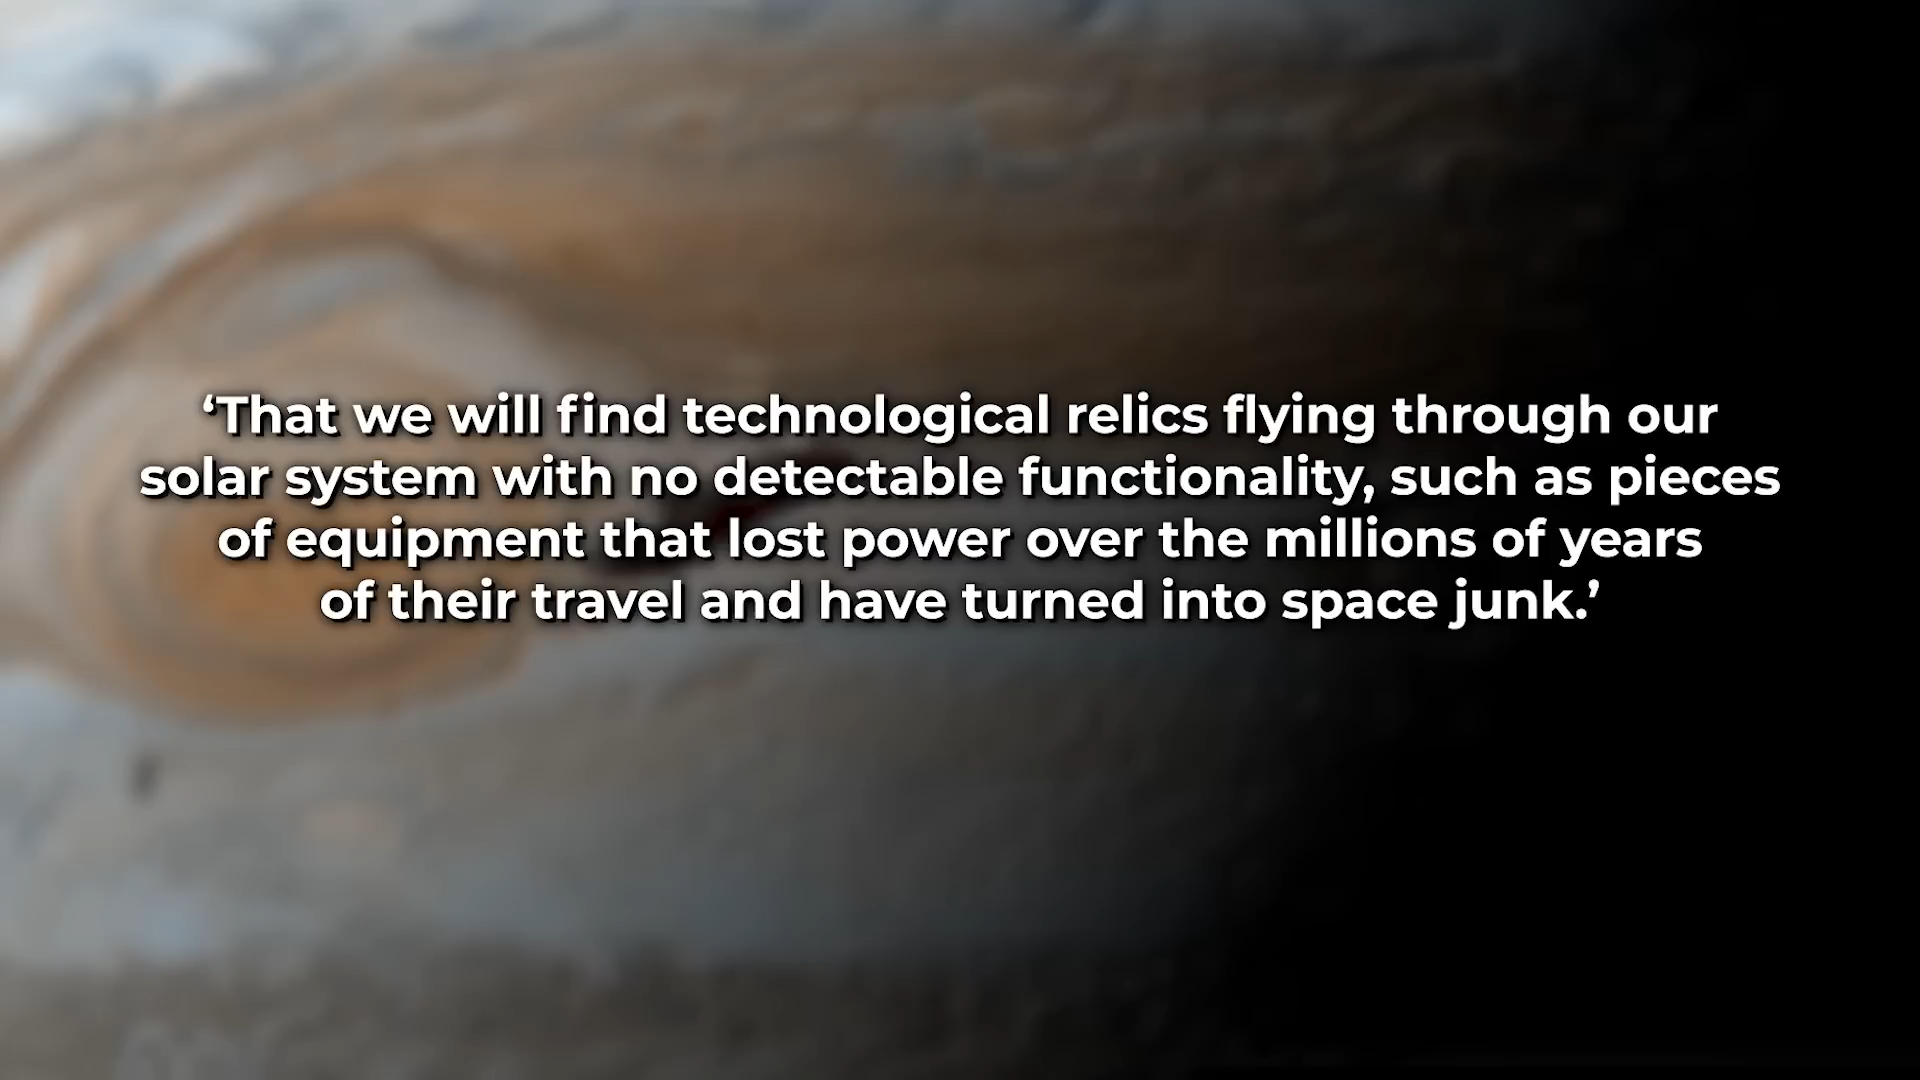 ‘That we will find technological relics flying through our
solar system with no detectable functionality, such as pieces
of equipment that lost power over the millions of years
of their travel and have turned into space junk.’